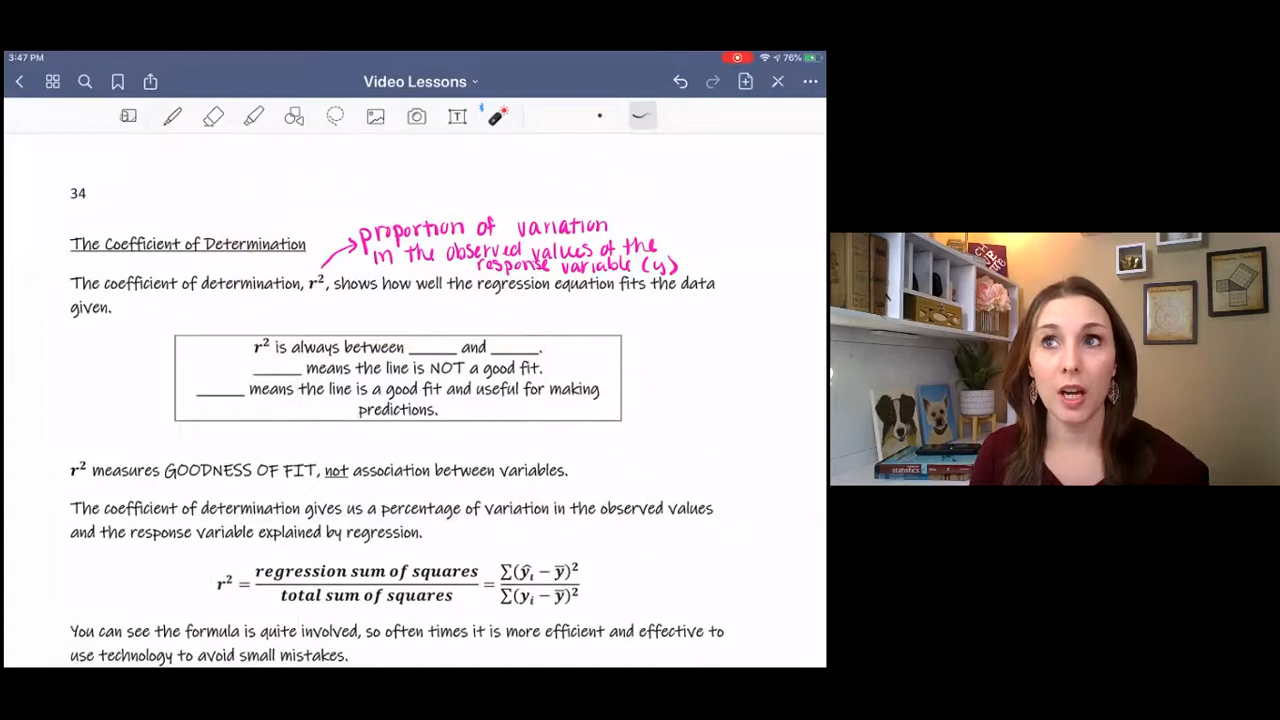 3:47 PM
76%
Video Lessons
34
proportion of variation
in the observed values of the
response variable (y)
The Coefficient of Determination
The coefficient of determination, r², shows how well the regression equation fits the data
given.
r² is always between _____ and _____.
_____ means the line is NOT a good fit.
_____ means the line is a good fit and useful for making
predictions.
r² measures GOODNESS OF FIT, not association between variables.
The coefficient of determination gives us a percentage of variation in the observed values
and the response variable explained by regression.
r² = regression sum of squares / total sum of squares = ∑(ŷᵢ − ȳ)² / ∑(yᵢ − ȳ)²
You can see the formula is quite involved, so often times it is more efficient and effective to
use technology to avoid small mistakes.
statistics